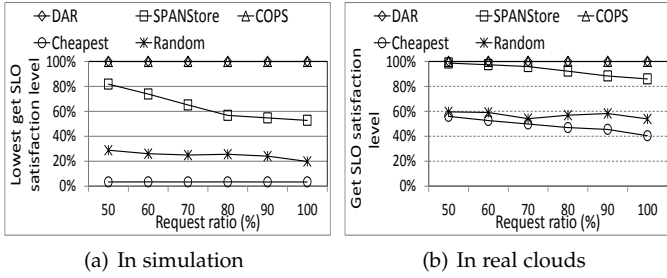 DAR SPANStore COPS
Cheapest Random
Lowest get SLO
satisfaction level
100%
80%
60%
40%
20%
0%
50 60 70 80 90 100
Request ratio (%)
(a) In simulation
DAR SPANStore COPS
Cheapest Random
Get SLO satisfaction
level
100%
80%
60%
40%
20%
0%
50 60 70 80 90 100
Request ratio (%)
(b) In real clouds